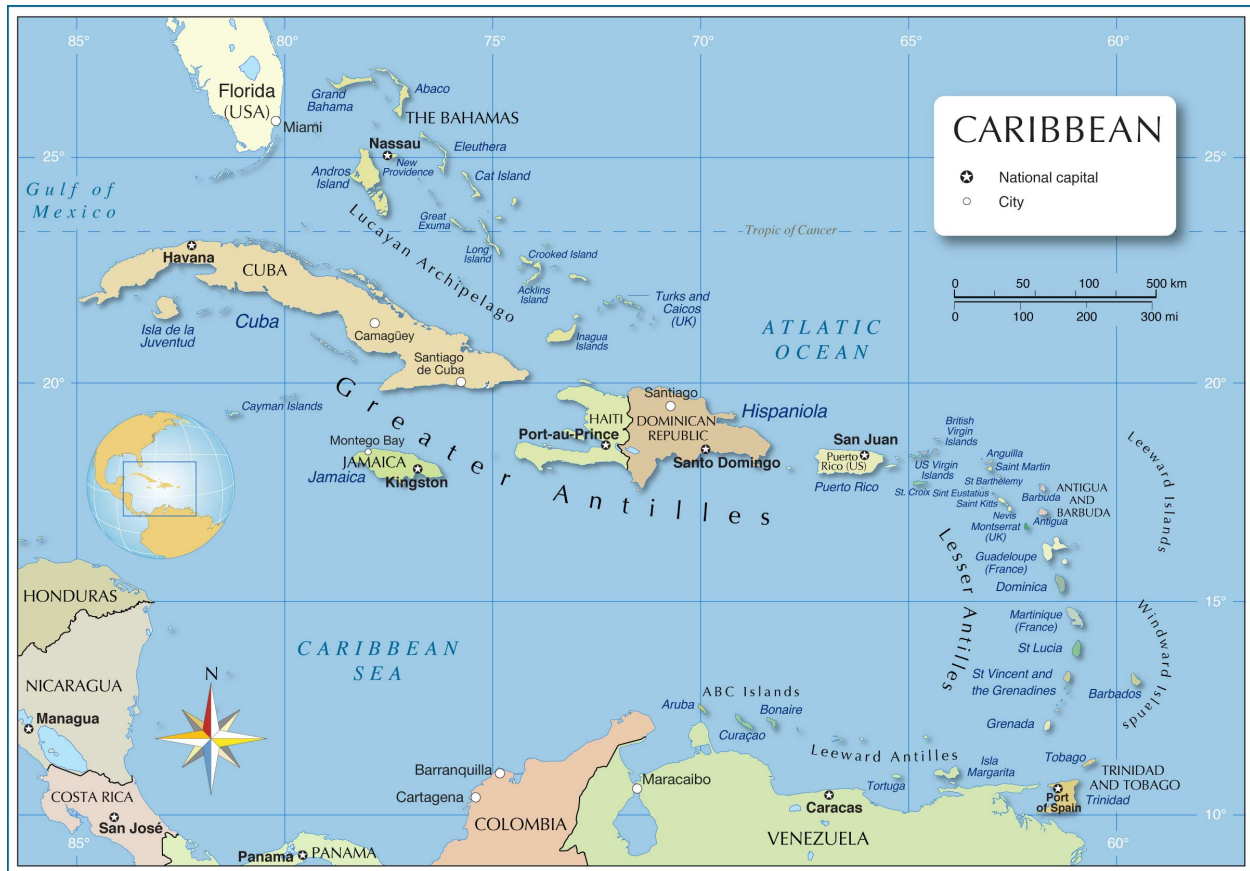 85°
80°
75°
70°
65°
60°
Florida
(USA)
Miami
Grand
Bahama
Abaco
THE BAHAMAS
CARIBBEAN
National capital
City
25°
25°
Nassau
New
Providence
Eleuthera
Andros
Island
Cat Island
Gulf of
Mexico
Lucayan Archipelago
Great
Exuma
Long
Island
Tropic of Cancer
Crooked Island
Acklins
Island
Havana
CUBA
Isla de la
Juventud
Cuba
Camagüey
Santiago
de Cuba
Turks and
Caicos
(UK)
Inagua
Islands
ATLATIC
OCEAN
0 50 100 500 km
0 100 200 300 mi
20°
20°
Cayman Islands
Greater Antilles
Montego Bay
JAMAICA
Jamaica
Kingston
HAITI
Port-au-Prince
Santiago
DOMINICAN
REPUBLIC
Santo Domingo
Hispaniola
San Juan
Puerto
Rico (US)
Puerto Rico
British
Virgin
Islands
US Virgin
Islands
St. Croix
Anguilla
Saint Martin
St Barthèlemy
Sint Eustatius
Saint Kitts
Nevis
Barbuda
ANTIGUA
AND
BARBUDA
Antigua
Montserrat
(UK)
Leeward Islands
Lesser Antilles
Guadeloupe
(France)
Dominica
15°
15°
Martinique
(France)
St Lucia
St Vincent and
the Grenadines
Barbados
Windward Islands
Grenada
HONDURAS
NICARAGUA
Managua
CARIBBEAN
SEA
N
ABC Islands
Aruba
Bonaire
Curaçao
Leeward Antilles
Tortuga
Isla
Margarita
Tobago
TRINIDAD
AND TOBAGO
Port
of Spain
Trinidad
COSTA RICA
San José
Barranquilla
Cartagena
Maracaibo
Caracas
COLOMBIA
VENEZUELA
Panama
PANAMA
10°
85°
60°